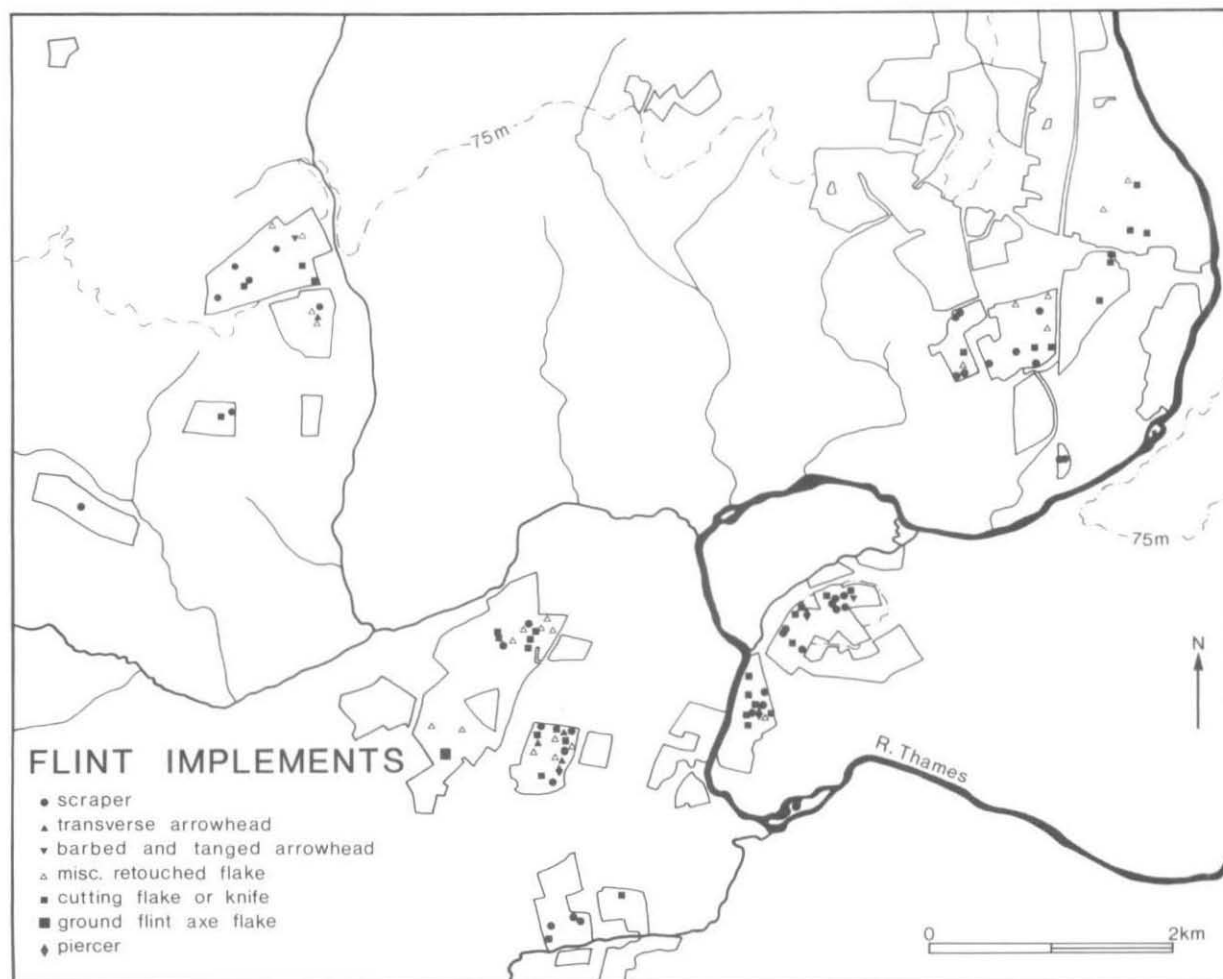 75m
75m
N
R. Thames
FLINT IMPLEMENTS
scraper
transverse arrowhead
barbed and tanged arrowhead
misc. retouched flake
cutting flake or knife
ground flint axe flake
piercer
0 2km